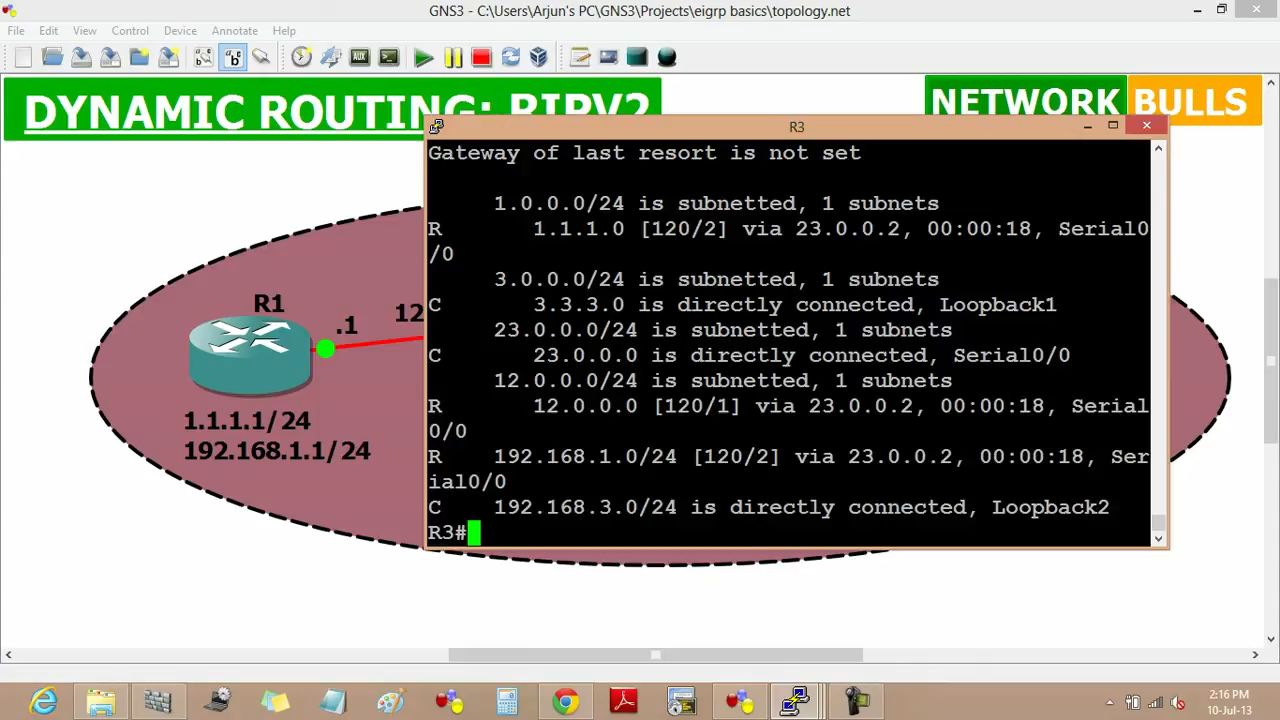 GNS3 - C:\Users\Arjun's PC\GNS3\Projects\eigrp basics\topology.net
File Edit View Control Device Annotate Help
DYNAMIC ROUTING: RIPV2
NETWORK BULLS
R3
Gateway of last resort is not set
1.0.0.0/24 is subnetted, 1 subnets
R 1.1.1.0 [120/2] via 23.0.0.2, 00:00:18, Serial0
/0
3.0.0.0/24 is subnetted, 1 subnets
C 3.3.3.0 is directly connected, Loopback1
23.0.0.0/24 is subnetted, 1 subnets
C 23.0.0.0 is directly connected, Serial0/0
12.0.0.0/24 is subnetted, 1 subnets
R 12.0.0.0 [120/1] via 23.0.0.2, 00:00:18, Serial
0/0
R 192.168.1.0/24 [120/2] via 23.0.0.2, 00:00:18, Ser
ial0/0
C 192.168.3.0/24 is directly connected, Loopback2
R3#
R1
.1
12
1.1.1.1/24
192.168.1.1/24
2:16 PM
10-Jul-13